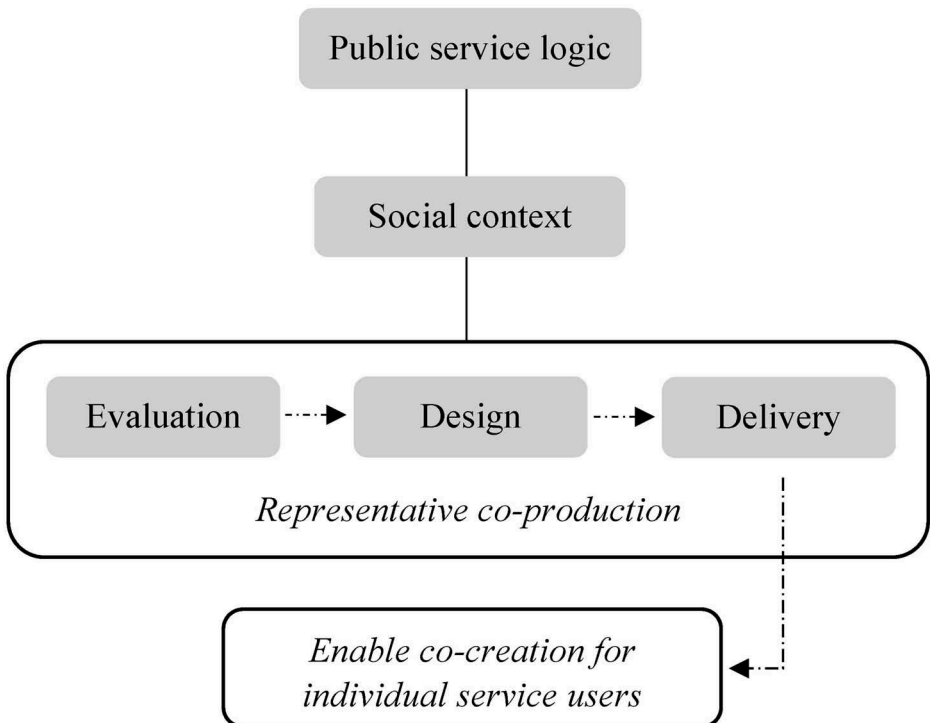 Public service logic
Social context
Evaluation
Design
Delivery
Representative co-production
Enable co-creation for
individual service users